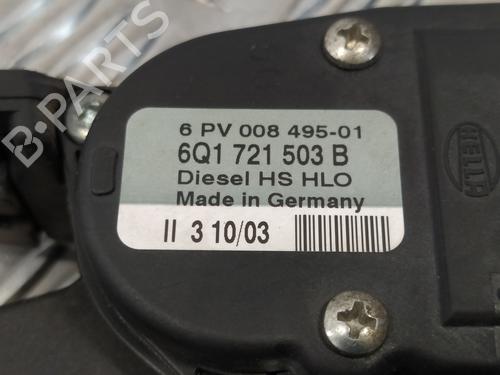 B-PARTS
6 PV 008 495-01
6Q1 721 503 B
Diesel HS HLO
Made in Germany
II 3 10/03
HELLA